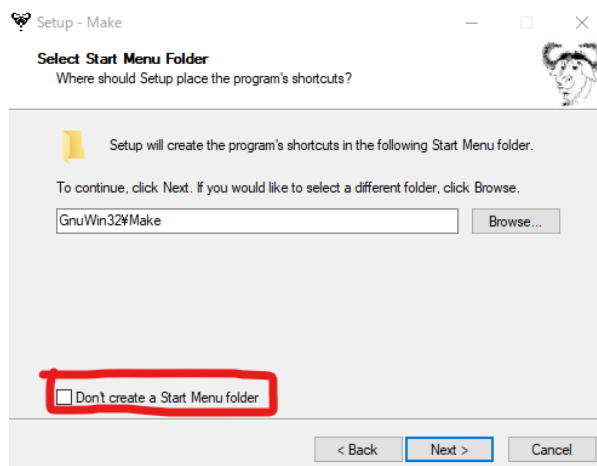 Setup - Make
Select Start Menu Folder
Where should Setup place the program's shortcuts?
Setup will create the program's shortcuts in the following Start Menu folder.
To continue, click Next. If you would like to select a different folder, click Browse.
GnuWin32¥Make
Browse...
Don't create a Start Menu folder
< Back
Next >
Cancel